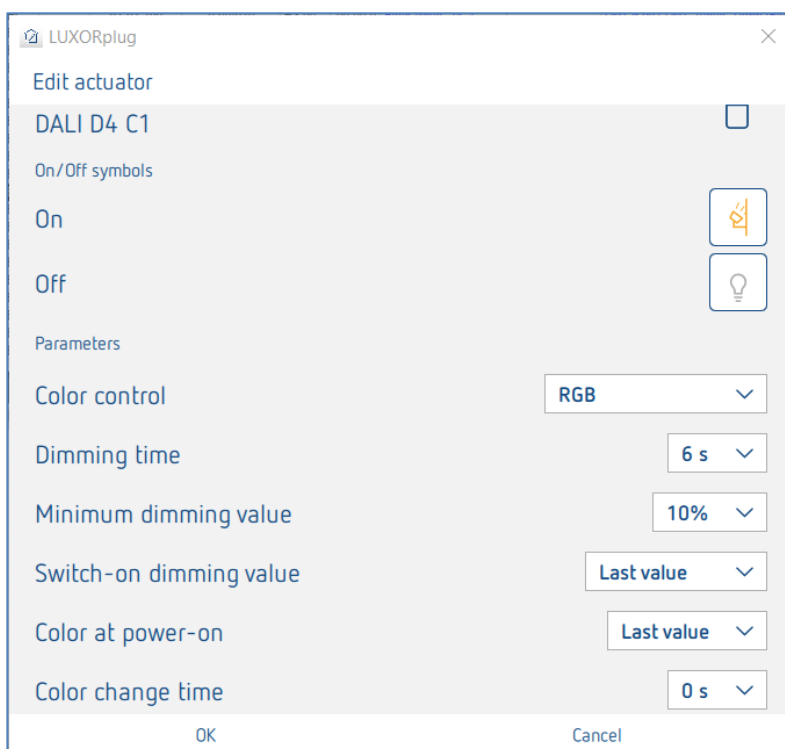 LUXORplug
Edit actuator
DALI D4 C1
On/Off symbols
On
Off
Parameters
Color control RGB
Dimming time 6 s
Minimum dimming value 10%
Switch-on dimming value Last value
Color at power-on Last value
Color change time 0 s
OK Cancel